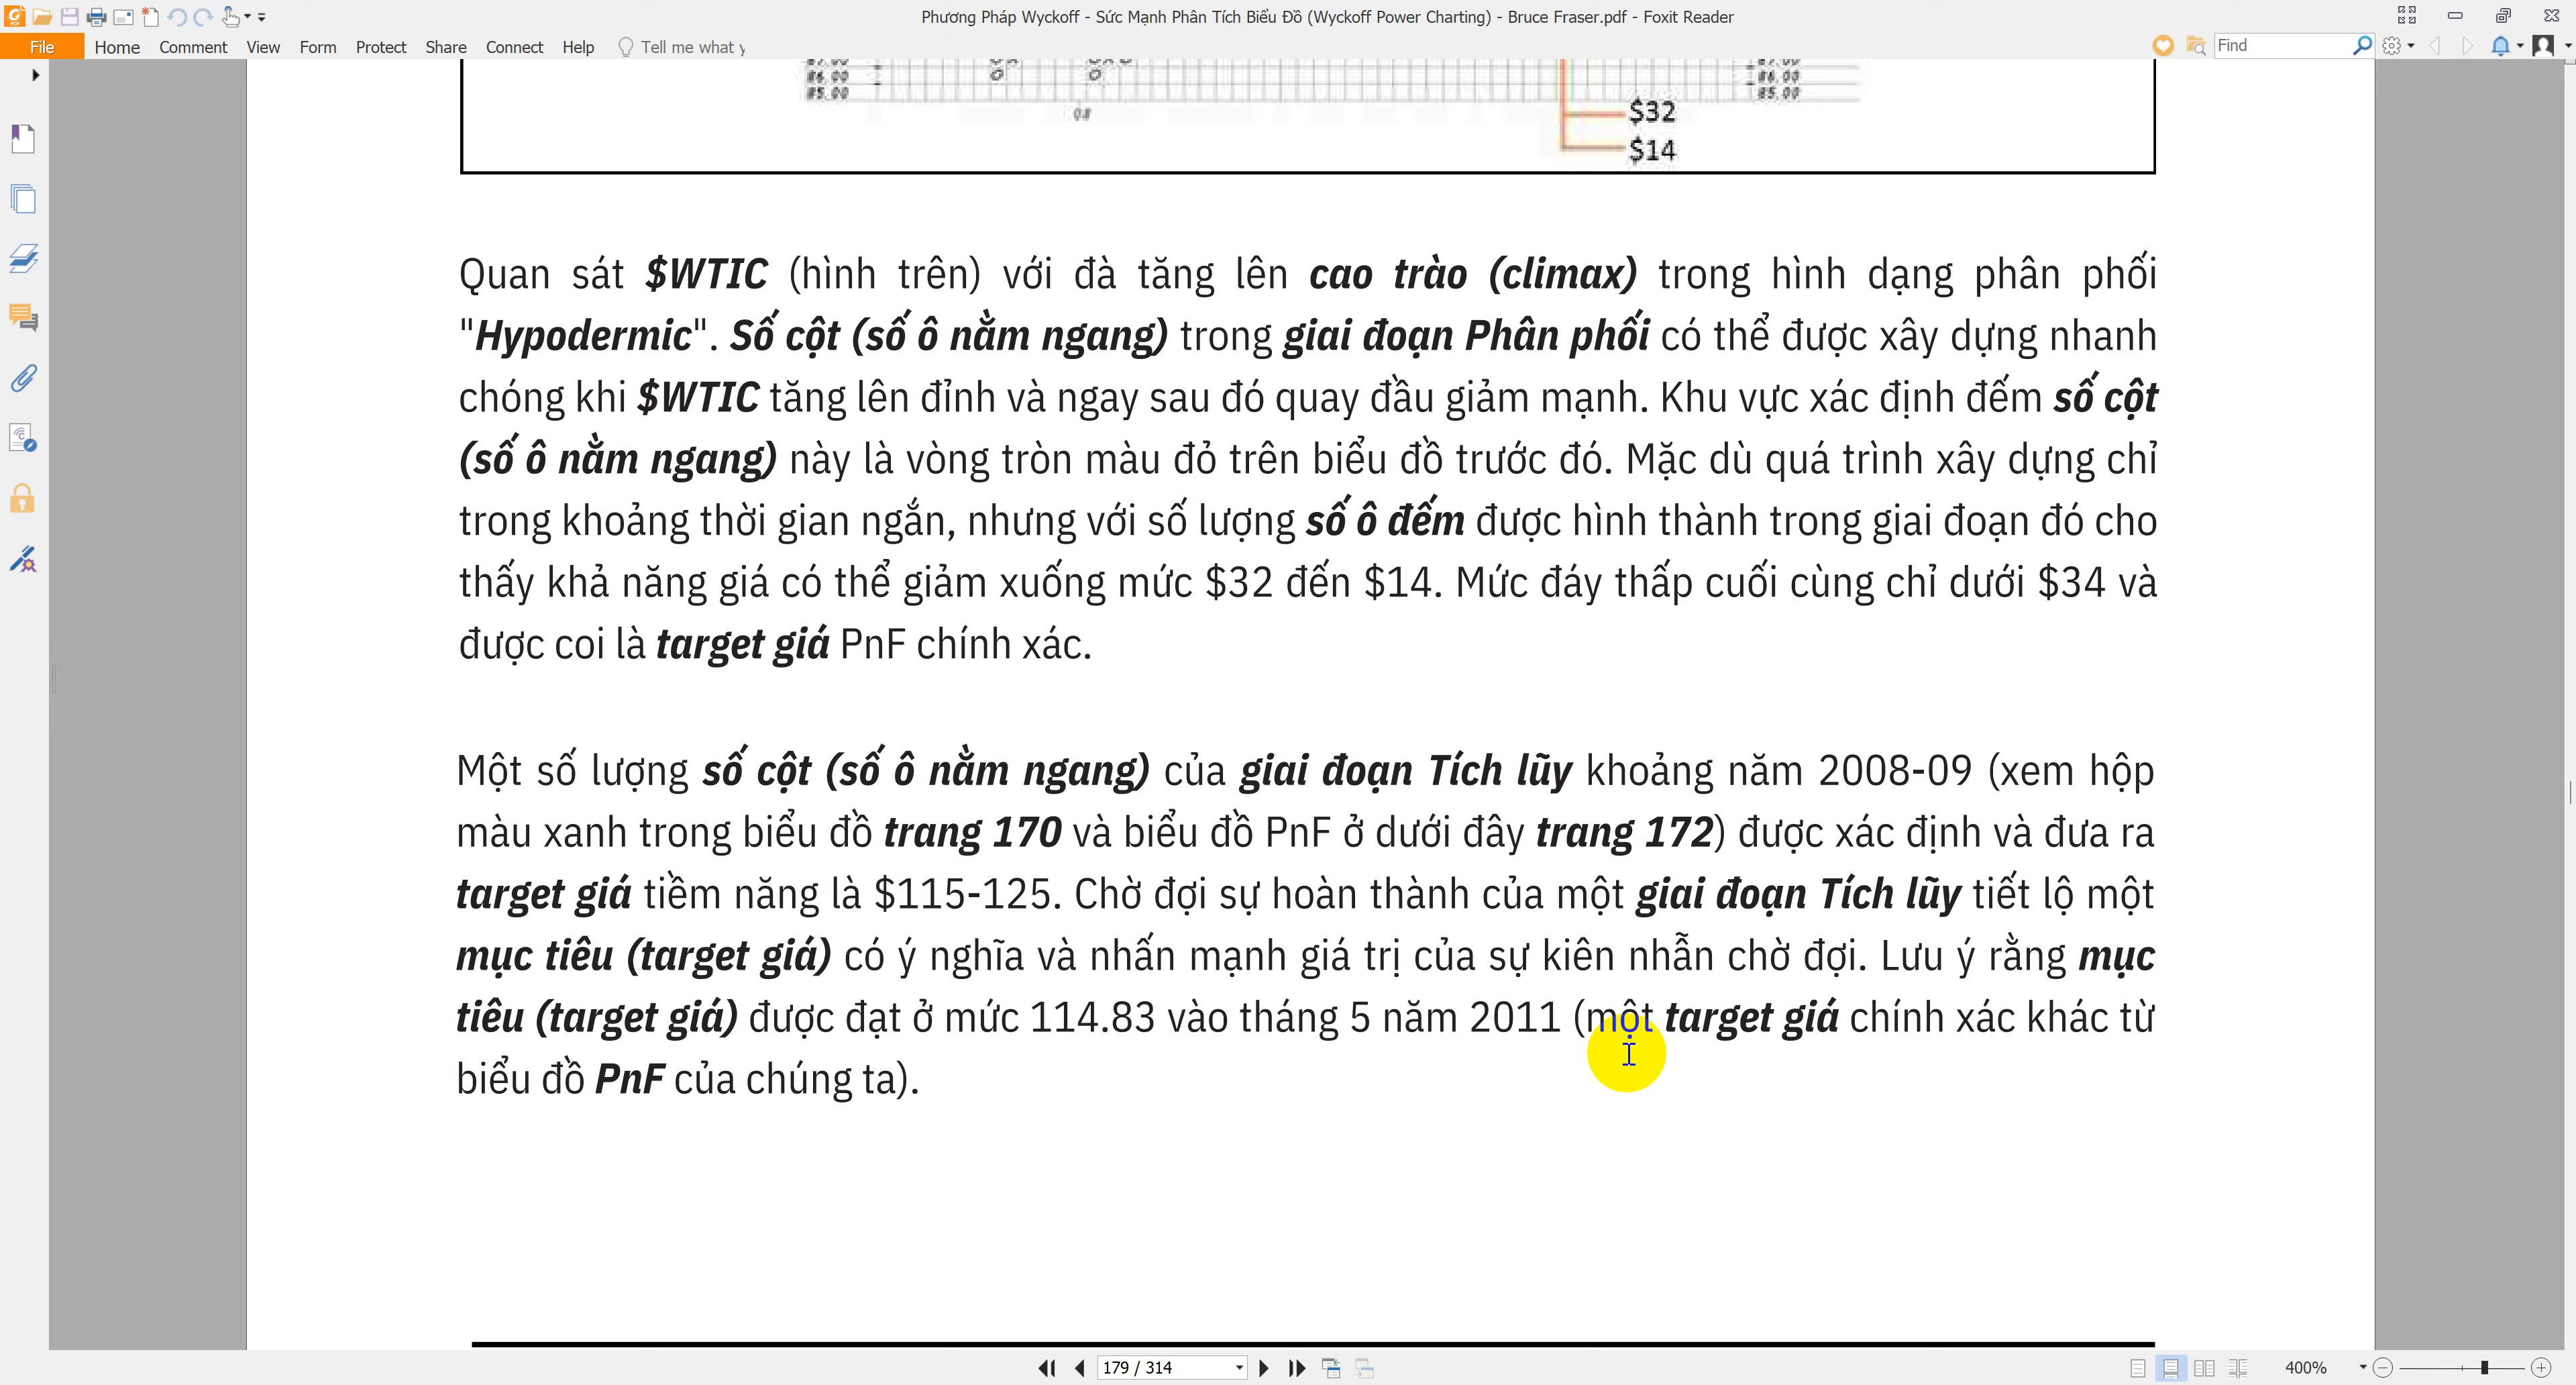 Phương Pháp Wyckoff - Sức Mạnh Phân Tích Biểu Đồ (Wyckoff Power Charting) - Bruce Fraser.pdf - Foxit Reader
File Home Comment View Form Protect Share Connect Help Tell me what y
Find
86.00 86.00
85.00 85.00
$32
$14
Quan sát $WTIC (hình trên) với đà tăng lên cao trào (climax) trong hình dạng phân phối
"Hypodermic". Số cột (số ô nằm ngang) trong giai đoạn Phân phối có thể được xây dựng nhanh
chóng khi $WTIC tăng lên đỉnh và ngay sau đó quay đầu giảm mạnh. Khu vực xác định đếm số cột
(số ô nằm ngang) này là vòng tròn màu đỏ trên biểu đồ trước đó. Mặc dù quá trình xây dựng chỉ
trong khoảng thời gian ngắn, nhưng với số lượng số ô đếm được hình thành trong giai đoạn đó cho
thấy khả năng giá có thể giảm xuống mức $32 đến $14. Mức đáy thấp cuối cùng chỉ dưới $34 và
được coi là target giá PnF chính xác.
Một số lượng số cột (số ô nằm ngang) của giai đoạn Tích lũy khoảng năm 2008-09 (xem hộp
màu xanh trong biểu đồ trang 170 và biểu đồ PnF ở dưới đây trang 172) được xác định và đưa ra
target giá tiềm năng là $115-125. Chờ đợi sự hoàn thành của một giai đoạn Tích lũy tiết lộ một
mục tiêu (target giá) có ý nghĩa và nhấn mạnh giá trị của sự kiên nhẫn chờ đợi. Lưu ý rằng mục
tiêu (target giá) được đạt ở mức 114.83 vào tháng 5 năm 2011 (một target giá chính xác khác từ
biểu đồ PnF của chúng ta).
179 / 314
400%